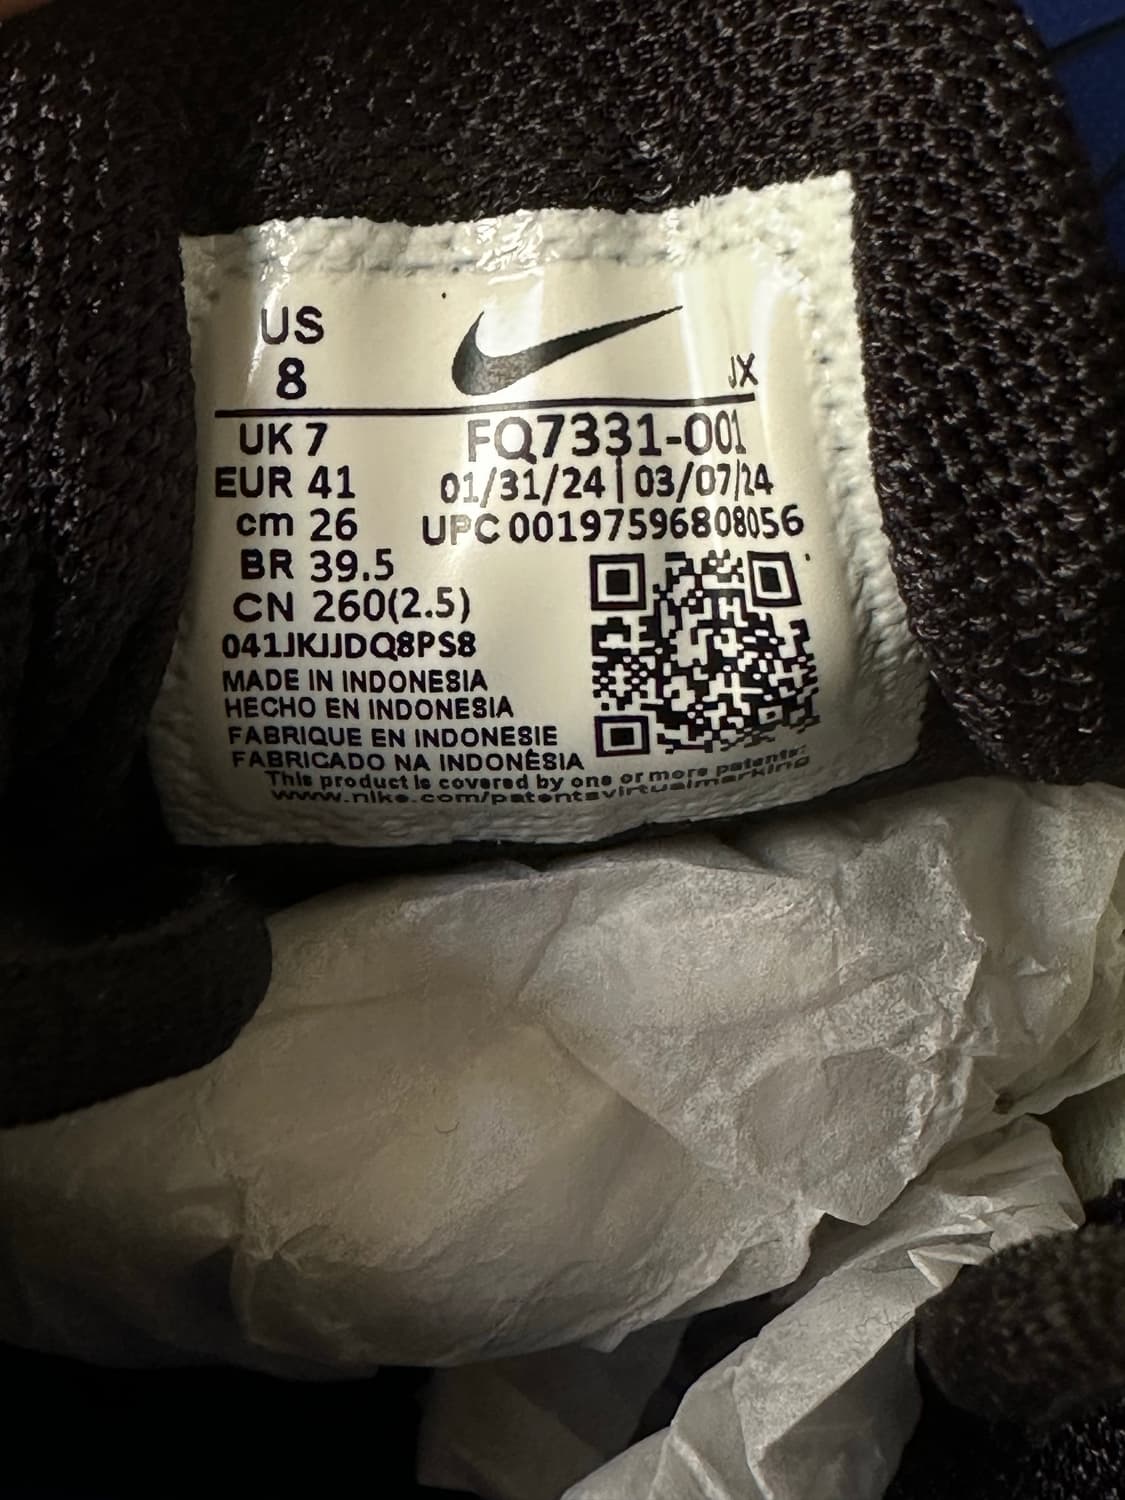 US
8
JX
UK 7
FQ7331-001
EUR 41
01/31/24 | 03/07/24
cm 26
UPC 00197596808056
BR 39.5
CN 260(2.5)
041JKJJDQ8PS8
MADE IN INDONESIA
HECHO EN INDONESIA
FABRIQUE EN INDONESIE
FABRICADO NA INDONÉSIA
This product is covered by one or more patents:
www.nike.com/patentsvirtualmarking